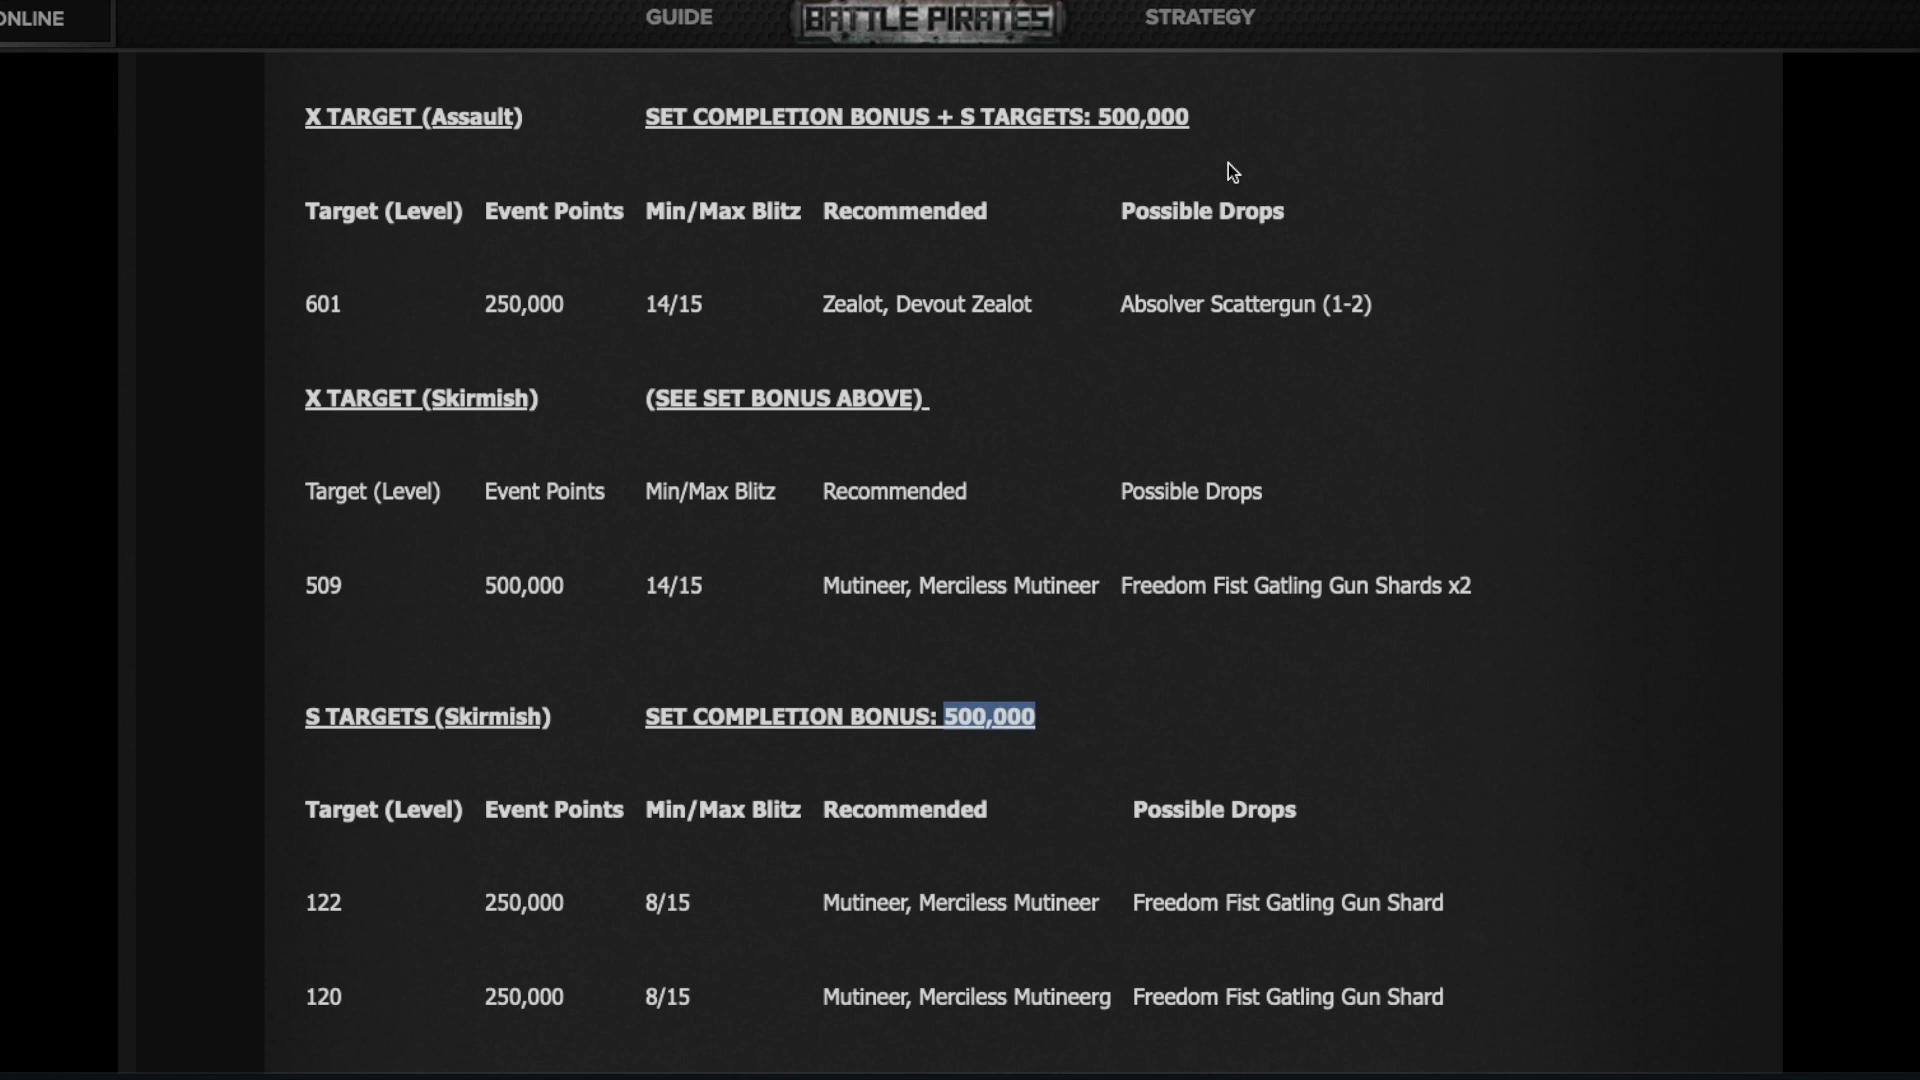 ONLINE GUIDE BATTLE PIRATES STRATEGY
X TARGET (Assault) SET COMPLETION BONUS + S TARGETS: 500,000
Target (Level) Event Points Min/Max Blitz Recommended Possible Drops
601 250,000 14/15 Zealot, Devout Zealot Absolver Scattergun (1-2)
X TARGET (Skirmish) (SEE SET BONUS ABOVE)
Target (Level) Event Points Min/Max Blitz Recommended Possible Drops
509 500,000 14/15 Mutineer, Merciless Mutineer Freedom Fist Gatling Gun Shards x2
S TARGETS (Skirmish) SET COMPLETION BONUS: 500,000
Target (Level) Event Points Min/Max Blitz Recommended Possible Drops
122 250,000 8/15 Mutineer, Merciless Mutineer Freedom Fist Gatling Gun Shard
120 250,000 8/15 Mutineer, Merciless Mutineerg Freedom Fist Gatling Gun Shard